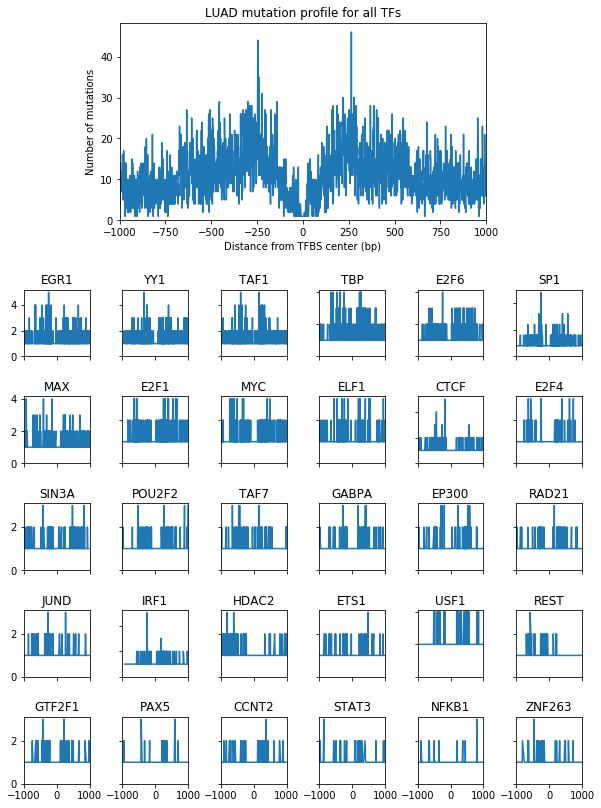 LUAD mutation profile for all TFs
Number of mutations
40
30
20
10
0
−1000 −750 −500 −250 0 250 500 750 1000
Distance from TFBS center (bp)
EGR1 YY1 TAF1 TBP E2F6 SP1
4
2
0
MAX E2F1 MYC ELF1 CTCF E2F4
4
2
0
SIN3A POU2F2 TAF7 GABPA EP300 RAD21
2
0
JUND IRF1 HDAC2 ETS1 USF1 REST
2
0
GTF2F1 PAX5 CCNT2 STAT3 NFKB1 ZNF263
2
0
−1000 0 1000 −1000 0 1000 −1000 0 1000 −1000 0 1000 −1000 0 1000 −1000 0 1000